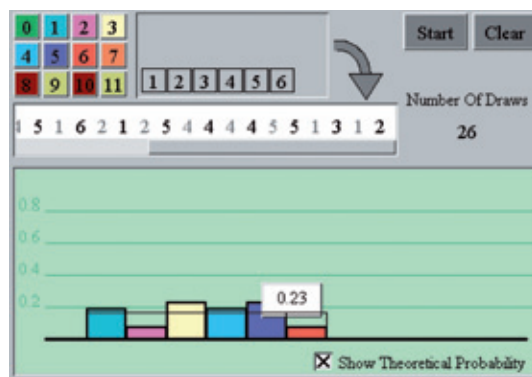 0 1 2 3
4 5 6 7
8 9 10 11
1 2 3 4 5 6
Start Clear
Number Of Draws
26
5 1 6 2 1 2 5 4 4 4 4 5 5 1 3 1 2
0.8
0.6
0.4
0.2
0.23
Show Theoretical Probability